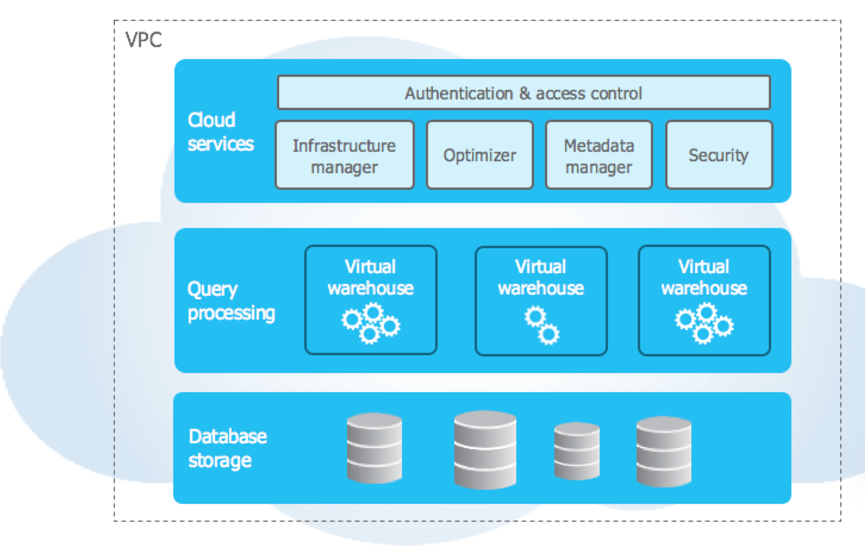 VPC
Authentication & access control
Cloud
services
Infrastructure
manager
Optimizer
Metadata
manager
Security
Query
processing
Virtual
warehouse
Virtual
warehouse
Virtual
warehouse
Database
storage